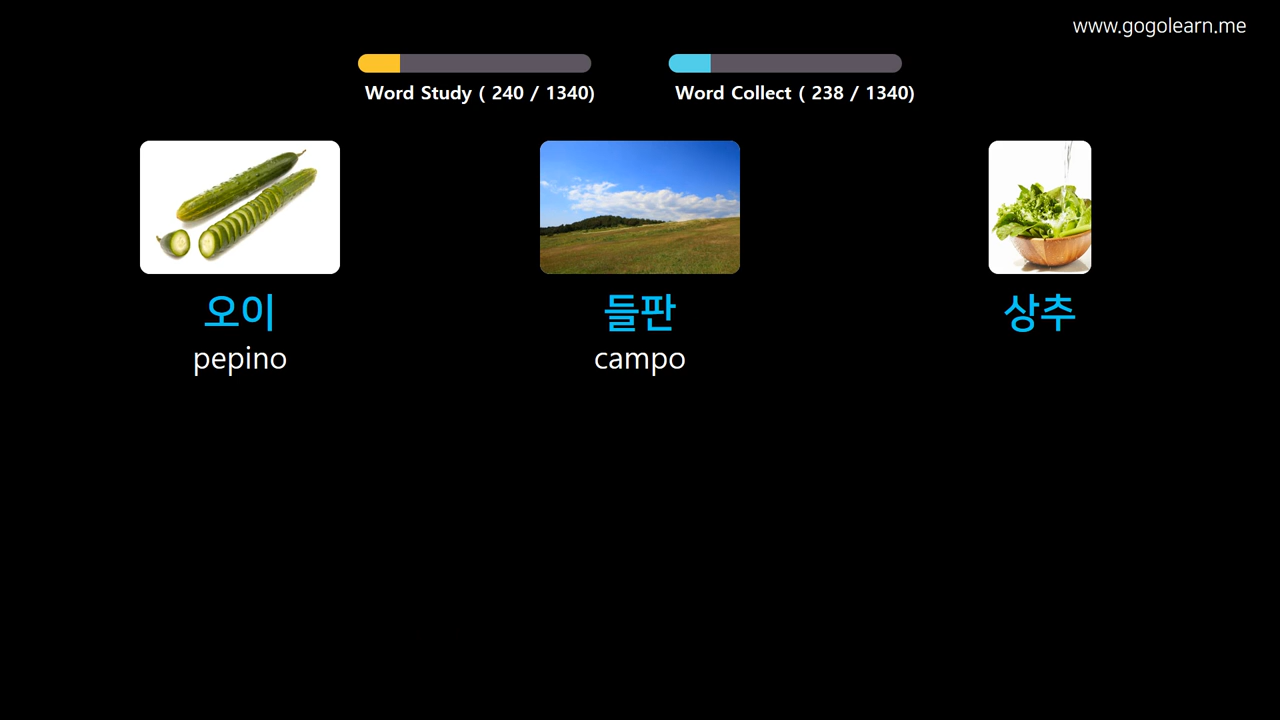 www.gogolearn.me
Word Study ( 240 / 1340)
Word Collect ( 238 / 1340)
오이
pepino
들판
campo
상추